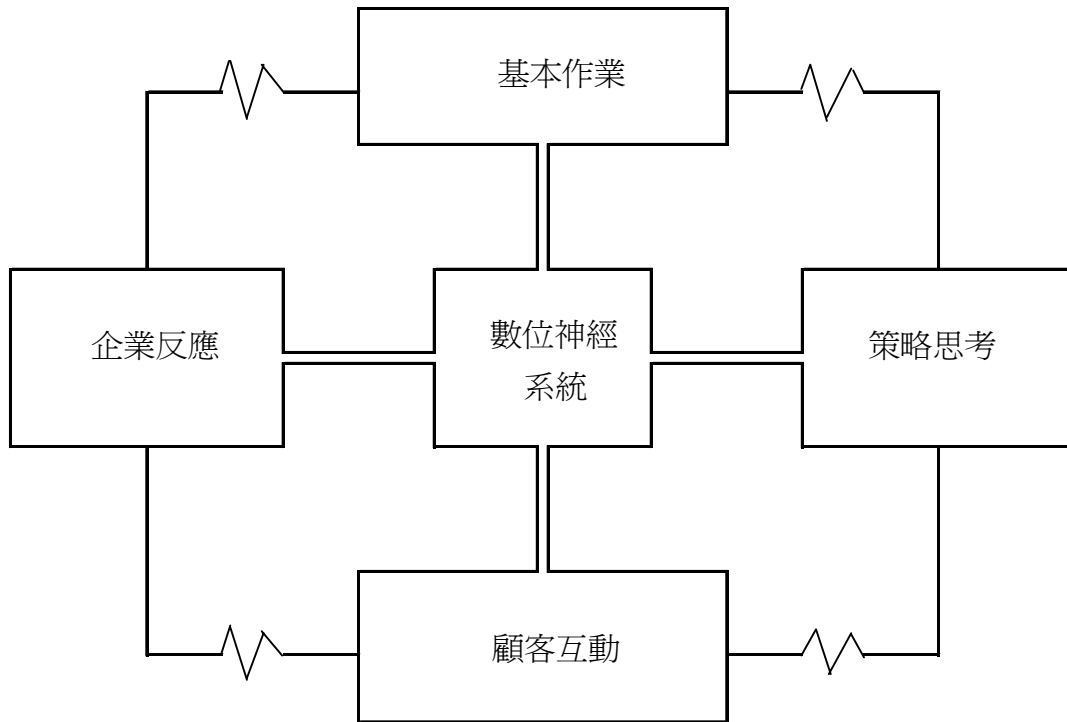 基本作業
企業反應
數位神經
系統
策略思考
顧客互動